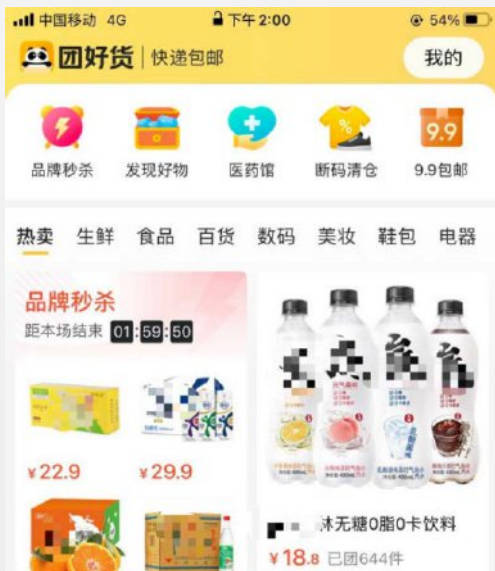 中国移动 4G 下午2:00 54%
团好货 快递包邮 我的
9.9
品牌秒杀 发现好物 医药馆 断码清仓 9.9包邮
热卖 生鲜 食品 百货 数码 美妆 鞋包 电器
品牌秒杀
距本场结束 01:59:50
¥22.9 ¥29.9
林无糖0脂0卡饮料
¥18.8 已团644件